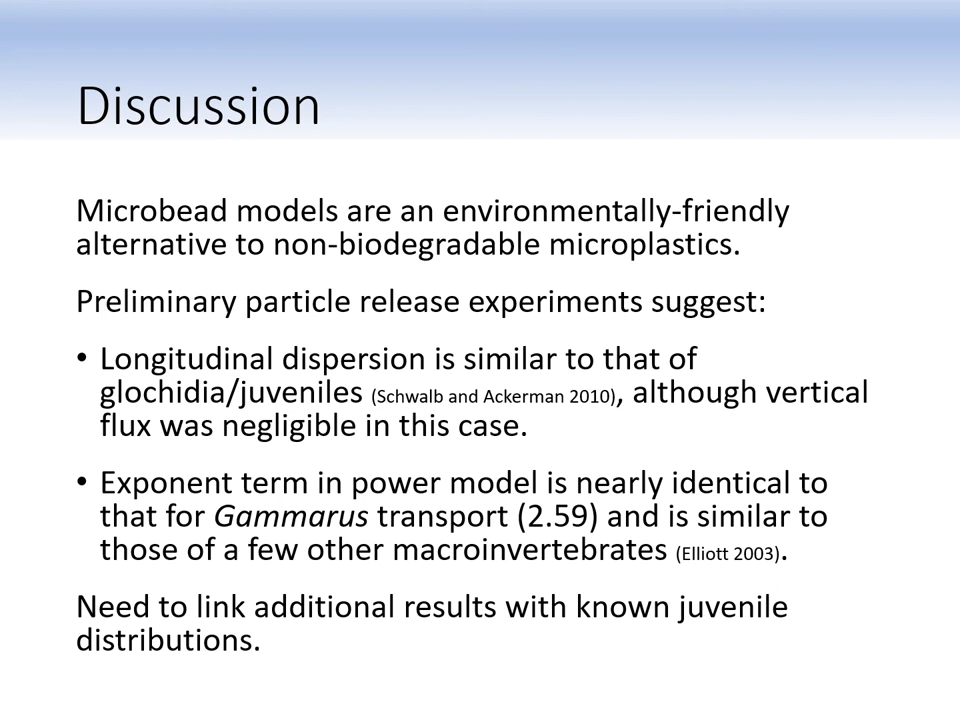 Discussion
Microbead models are an environmentally-friendly
alternative to non-biodegradable microplastics.
Preliminary particle release experiments suggest:
• Longitudinal dispersion is similar to that of
glochidia/juveniles (Schwalb and Ackerman 2010), although vertical
flux was negligible in this case.
• Exponent term in power model is nearly identical to
that for Gammarus transport (2.59) and is similar to
those of a few other macroinvertebrates (Elliott 2003).
Need to link additional results with known juvenile
distributions.